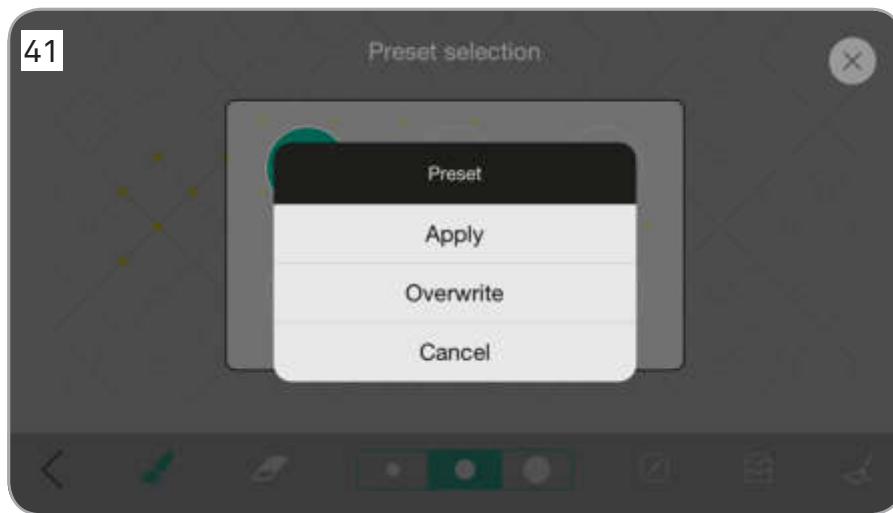 41
Preset selection
Preset
Apply
Overwrite
Cancel